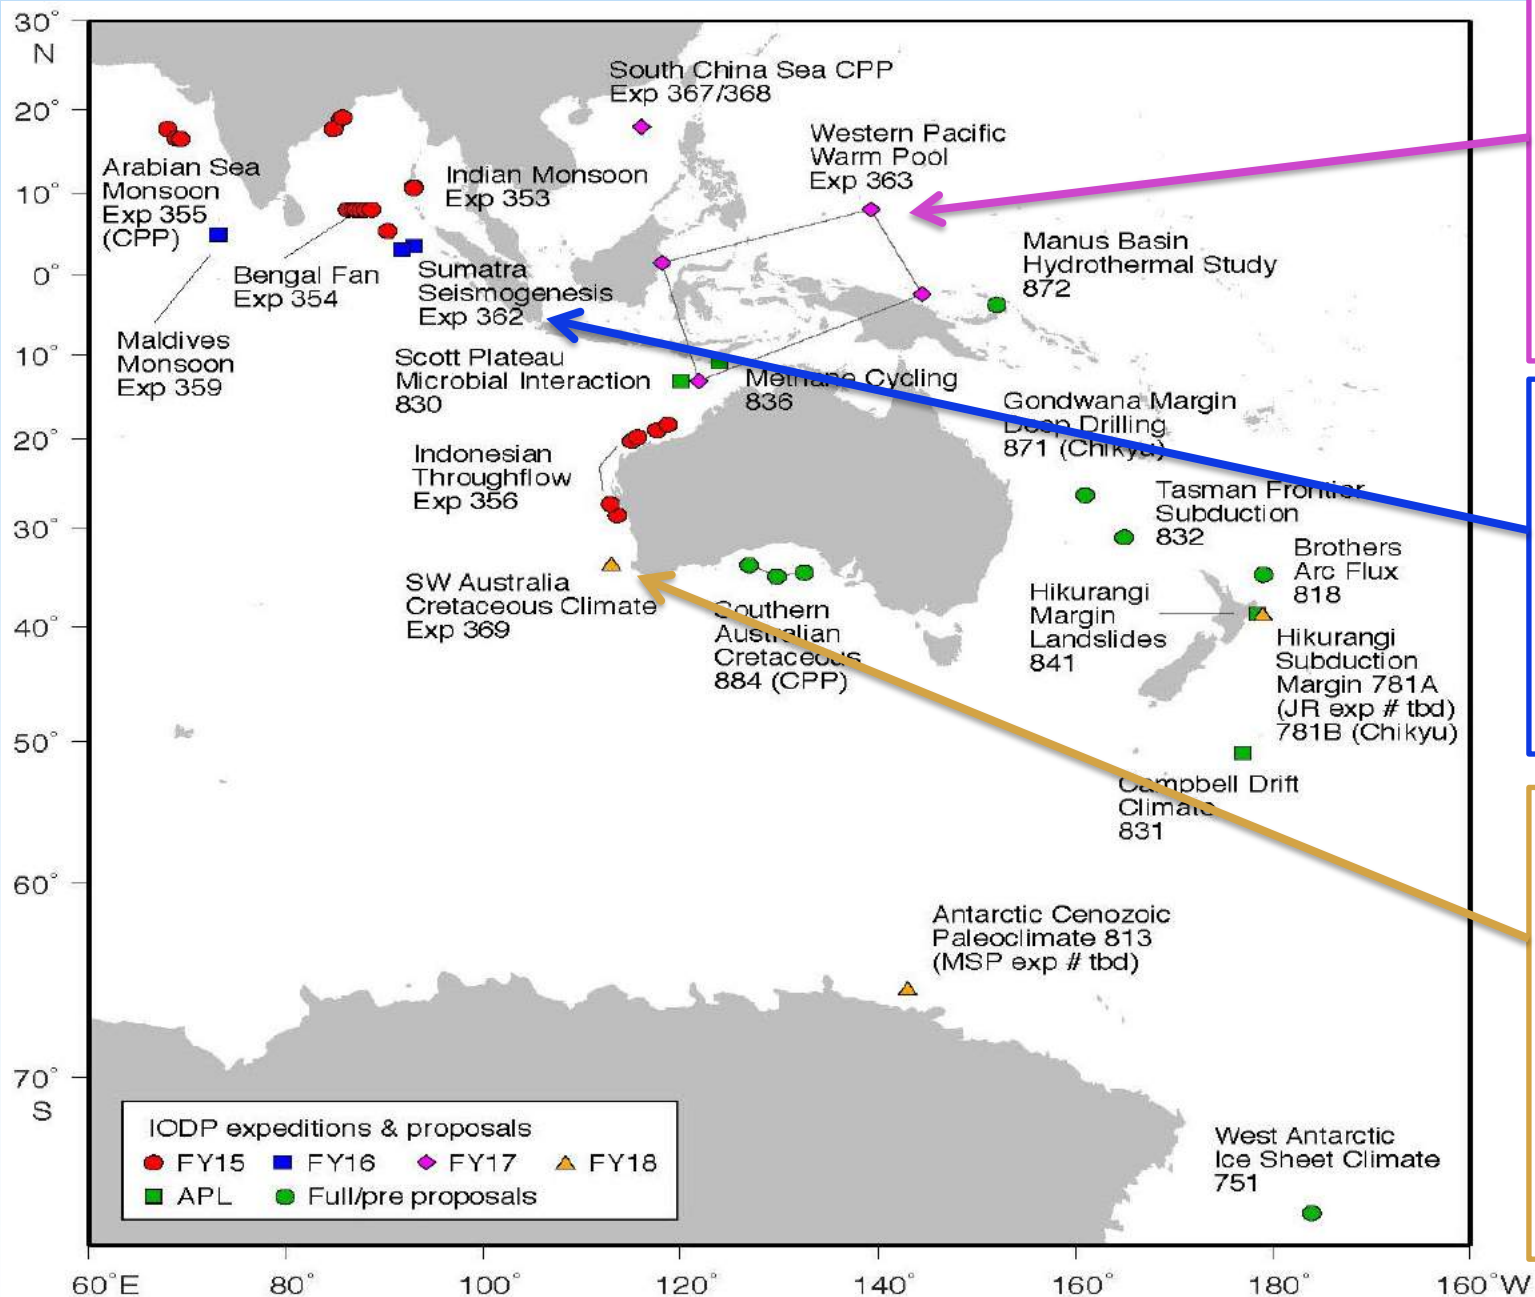 30°
N
20°
10°
0°
10°
20°
30°
40°
50°
60°
70°
S
60°E
80°
100°
120°
140°
160°
180°
160°W
South China Sea CPP
Exp 367/368
Western Pacific
Warm Pool
Exp 363
Arabian Sea
Monsoon
Exp 355
(CPP)
Indian Monsoon
Exp 353
Bengal Fan
Exp 354
Sumatra
Seismogenesis
Exp 362
Manus Basin
Hydrothermal Study
872
Maldives
Monsoon
Exp 359
Scott Plateau
Microbial Interaction
830
Methane Cycling
836
Gondwana Margin
Deep Drilling
871 (Chikyu)
Indonesian
Throughflow
Exp 356
Tasman Frontier
Subduction
832
Brothers
Arc Flux
818
SW Australia
Cretaceous Climate
Exp 369
Southern
Australian
Cretaceous
884 (CPP)
Hikurangi
Margin
Landslides
841
Hikurangi
Subduction
Margin 781A
(JR exp # tbd)
781B (Chikyu)
Campbell Drift
Climate
831
Antarctic Cenozoic
Paleoclimate 813
(MSP exp # tbd)
West Antarctic
Ice Sheet Climate
751
IODP expeditions & proposals
FY15 FY16 FY17 FY18
APL Full/pre proposals